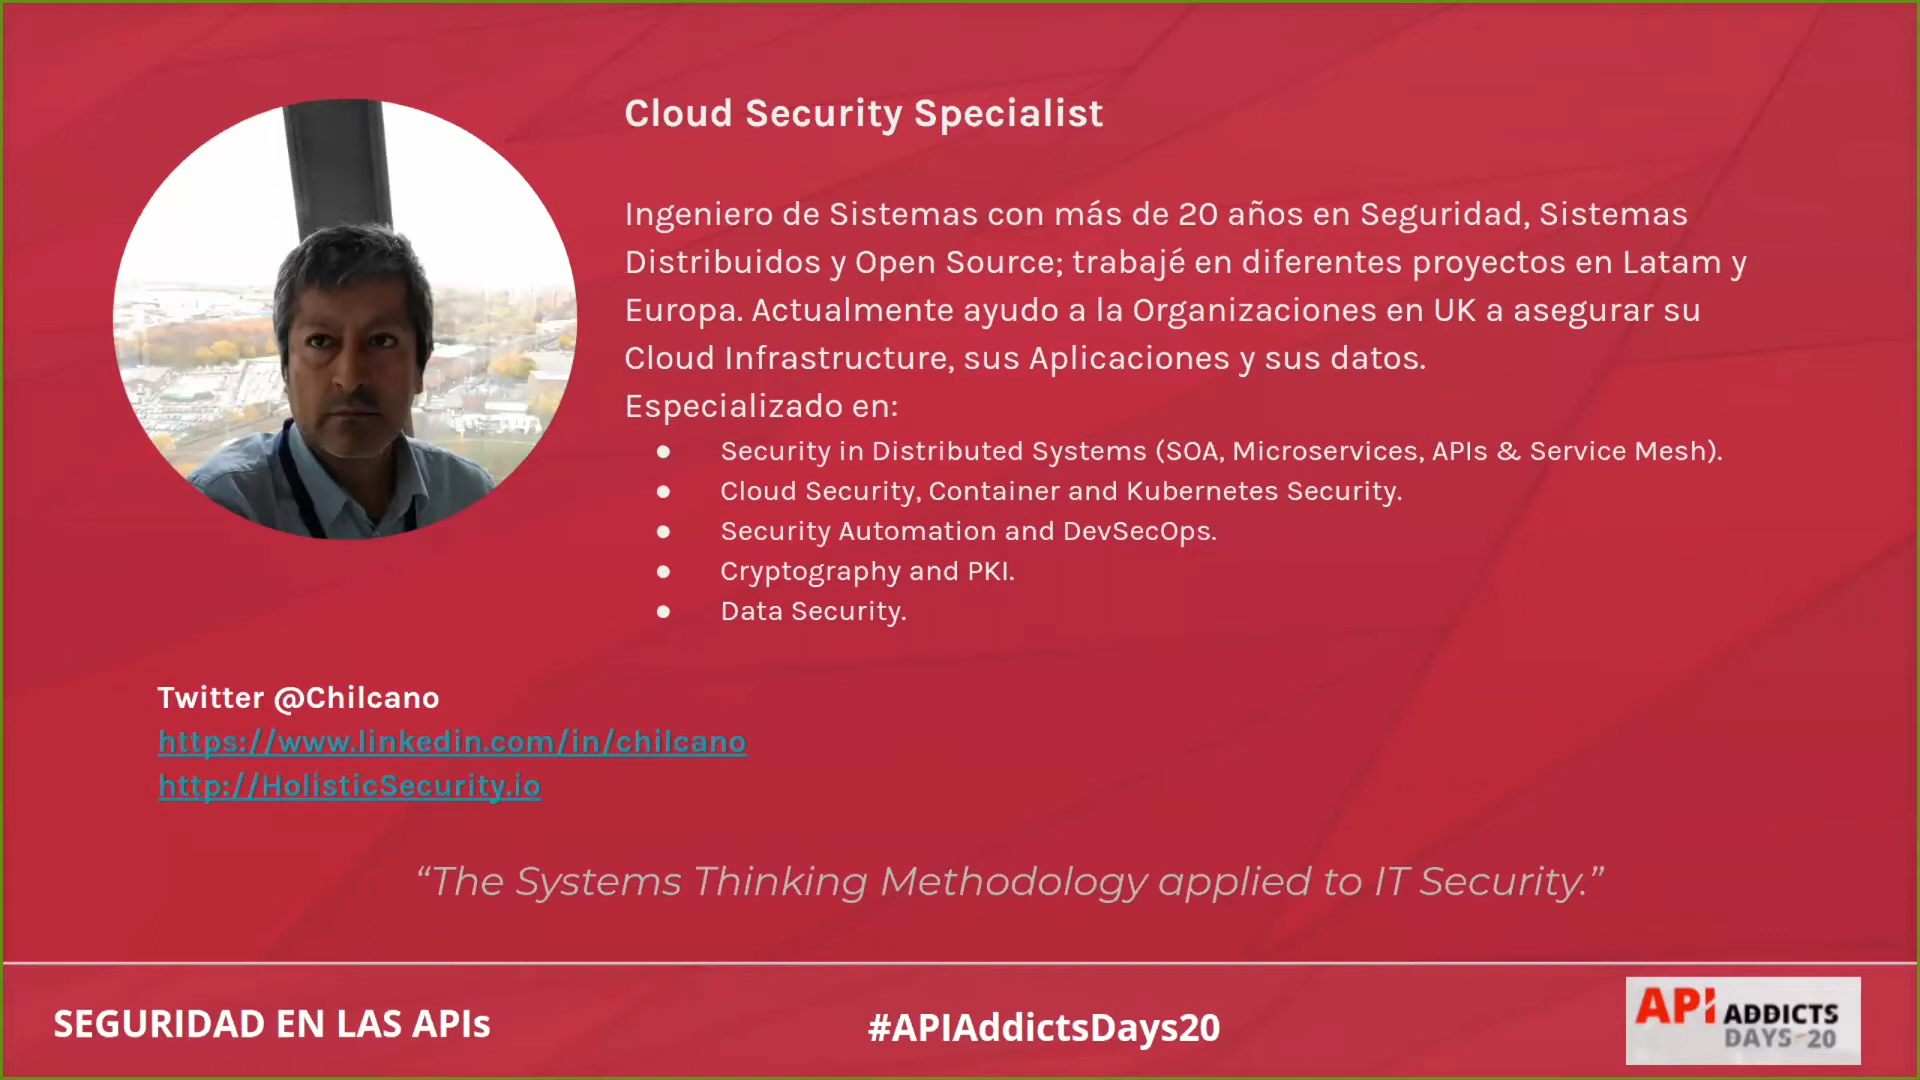 Cloud Security Specialist
Ingeniero de Sistemas con más de 20 años en Seguridad, Sistemas
Distribuidos y Open Source; trabajé en diferentes proyectos en Latam y
Europa. Actualmente ayudo a la Organizaciones en UK a asegurar su
Cloud Infrastructure, sus Aplicaciones y sus datos.
Especializado en:
● Security in Distributed Systems (SOA, Microservices, APIs & Service Mesh).
● Cloud Security, Container and Kubernetes Security.
● Security Automation and DevSecOps.
● Cryptography and PKI.
● Data Security.
Twitter @Chilcano
https://www.linkedin.com/in/chilcano
http://HolisticSecurity.io
“The Systems Thinking Methodology applied to IT Security.”
SEGURIDAD EN LAS APIs
#APIAddictsDays20
API ADDICTS
DAYS-20